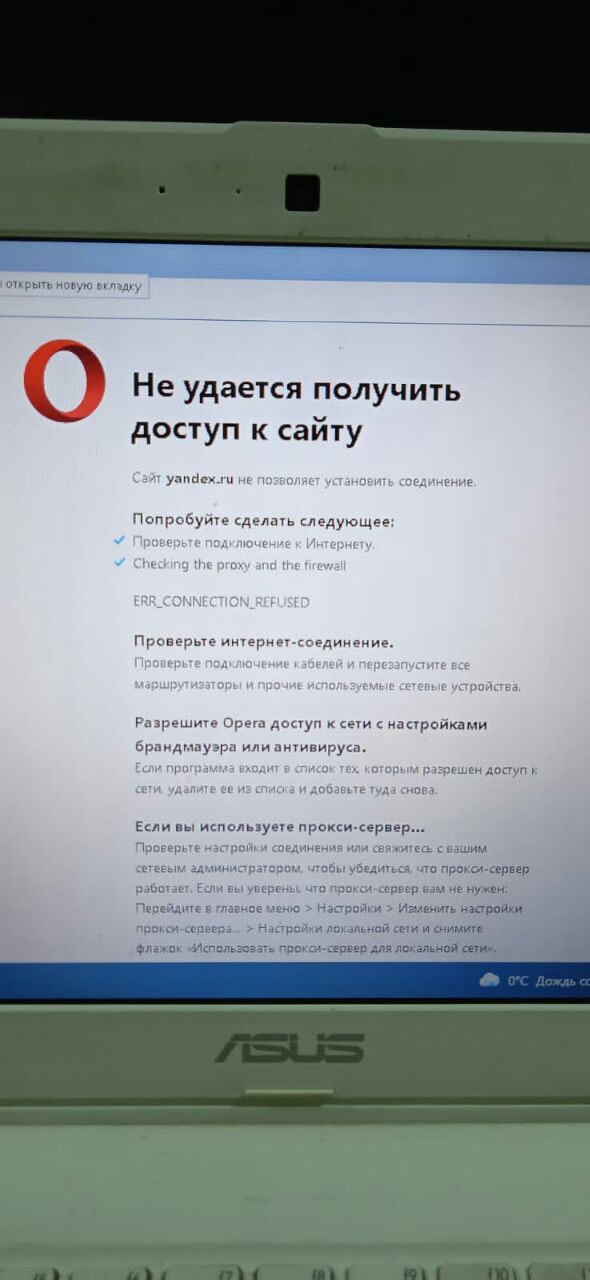 открыть новую вкладку
Не удается получить
доступ к сайту
Сайт yandex.ru не позволяет установить соединение.
Попробуйте сделать следующее:
Проверьте подключение к Интернету.
Checking the proxy and the firewall
ERR_CONNECTION_REFUSED
Проверьте интернет-соединение.
Проверьте подключение кабелей и перезапустите все
маршрутизаторы и прочие используемые сетевые устройства.
Разрешите Opera доступ к сети с настройками
брандмауэра или антивируса.
Если программа входит в список тех, которым разрешен доступ к
сети, удалите ее из списка и добавьте туда снова.
Если вы используете прокси-сервер...
Проверьте настройки соединения или свяжитесь с вашим
сетевым администратором, чтобы убедиться, что прокси-сервер
работает. Если вы уверены, что прокси-сервер вам не нужен:
Перейдите в главное меню > Настройки > Изменить настройки
прокси-сервера... > Настройки локальной сети и снимите
флажок «Использовать прокси-сервер для локальной сети».
0°C Дождь со
ASUS
f7 f8 f9 f10